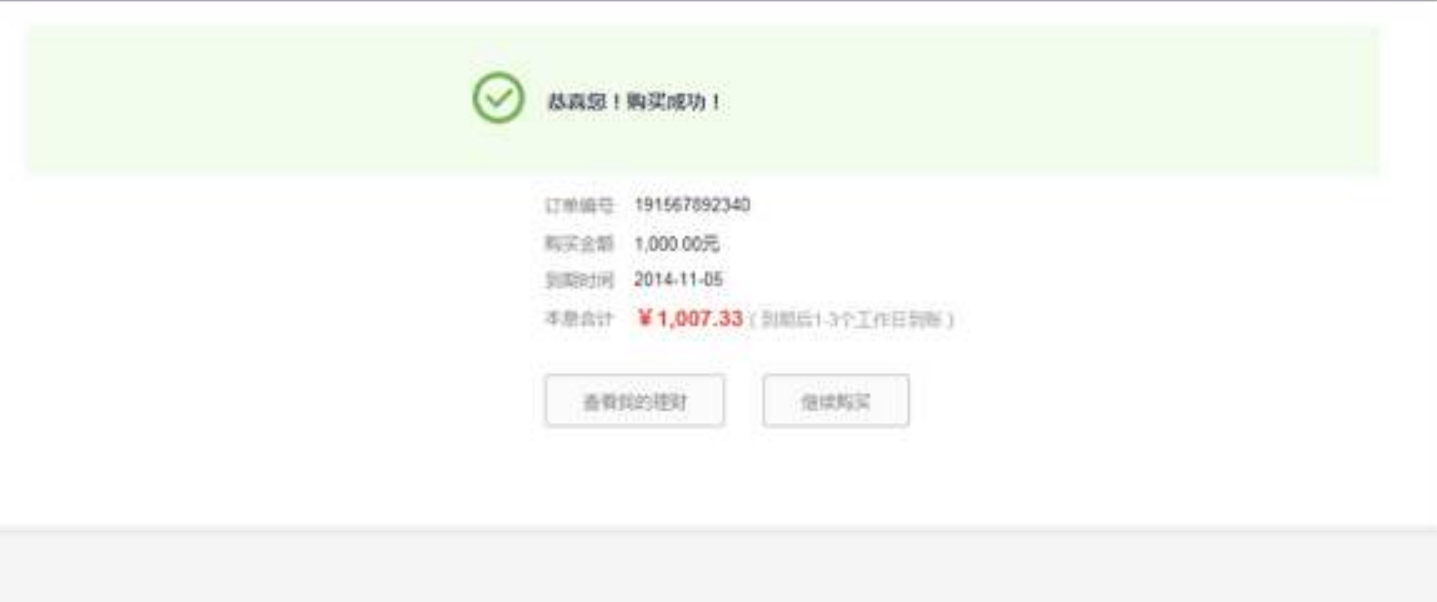 恭喜您！购买成功！
订单编号 191567892340
购买金额 1,000.00元
到期时间 2014-11-05
本息合计 ¥1,007.33 (到期后1-3个工作日到账)
查看我的理财 继续购买